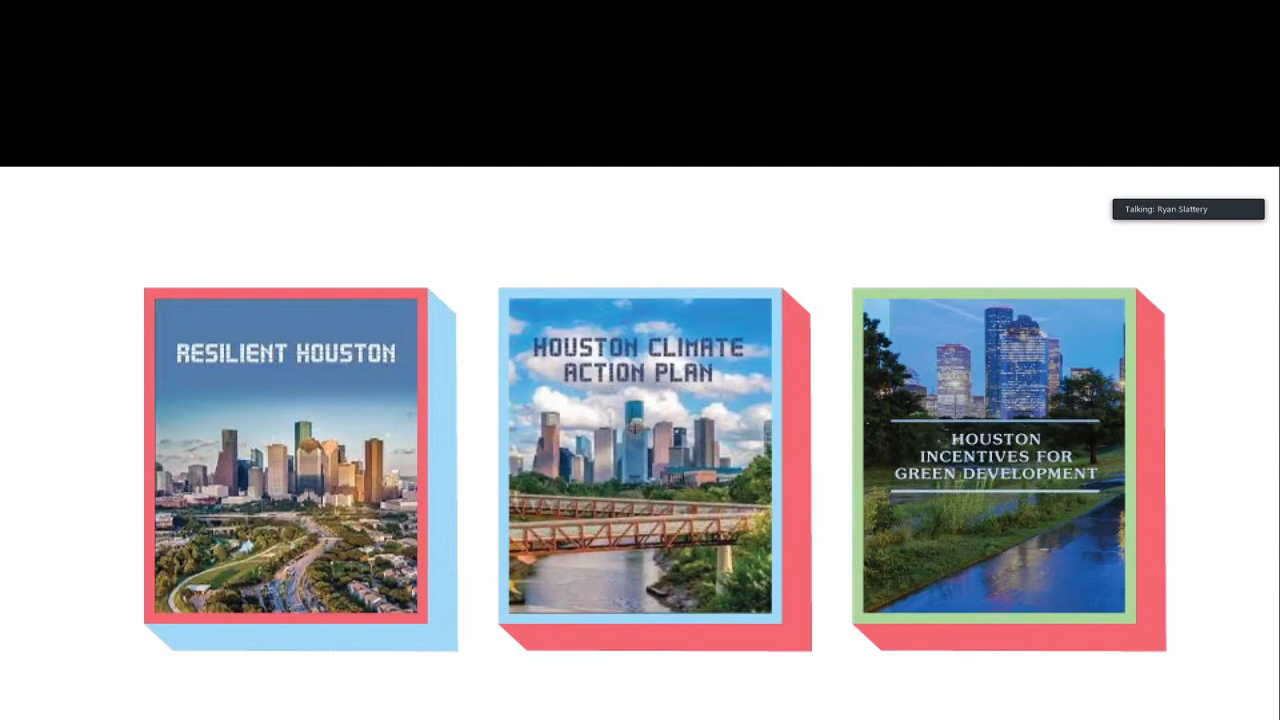 Talking: Ryan Slattery
RESILIENT HOUSTON
HOUSTON CLIMATE
ACTION PLAN
HOUSTON
INCENTIVES FOR
GREEN DEVELOPMENT